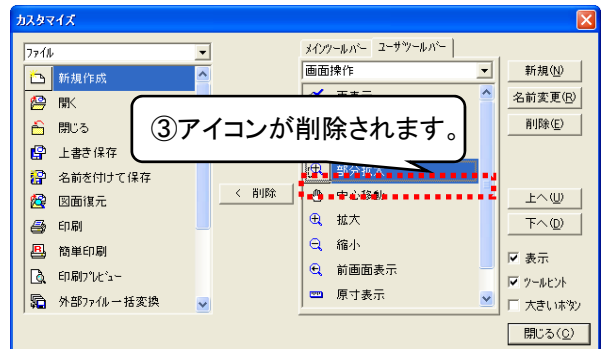 カスタマイズ
ファイル
新規作成
開く
閉じる
上書き保存
名前を付けて保存
図面復元
印刷
簡単印刷
印刷プレビュー
外部ファイル一括変換
< 削除
メインツールバー ユーザツールバー
画面操作
③アイコンが削除されます。
再表示
部分拡大
中心移動
拡大
縮小
前画面表示
原寸表示
新規(N)
名前変更(R)
削除(E)
上へ(U)
下へ(D)
表示
ツールヒント
大きいボタン
閉じる(C)